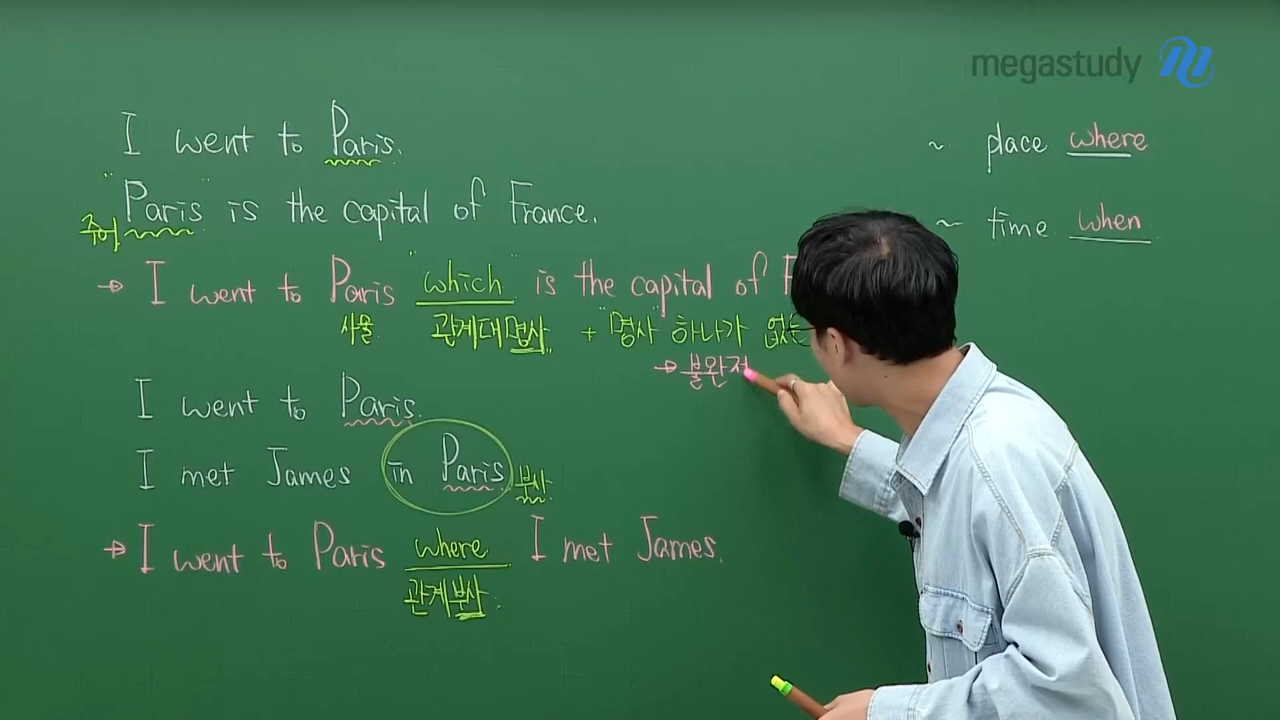 megastudy
I went to Paris.
"Paris" is the capital of France.
주어
→ I went to Paris "which" is the capital of F
사물 관계대명사 + "명사" 하나가 없는
→ 불완저
I went to Paris.
I met James in Paris. 부사
→ I went to Paris where I met James.
관계부사
~ place where
~ time when